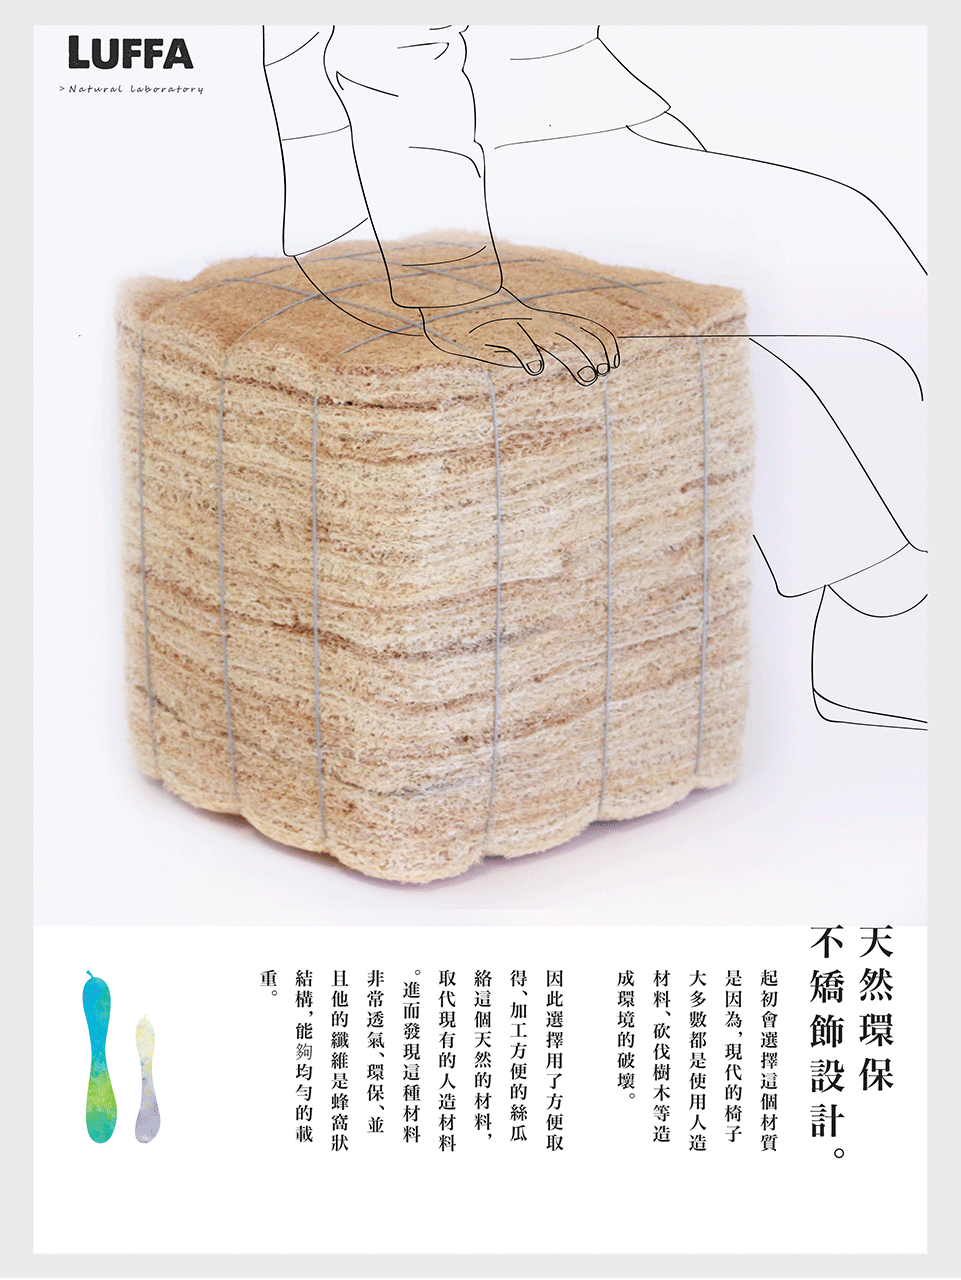 LUFFA
> Natural laboratory
天然環保
不矯飾設計。
起初會選擇這個材質
是因為，現代的椅子
大多數都是使用人造
材料、砍伐樹木等造
成環境的破壞。
因此選擇用了方便取
得、加工方便的絲瓜
絡這個天然的材料，
取代現有的人造材料
。進而發現這種材料
非常透氣、環保、並
且他的纖維是蜂窩狀
結構，能夠均勻的載
重。